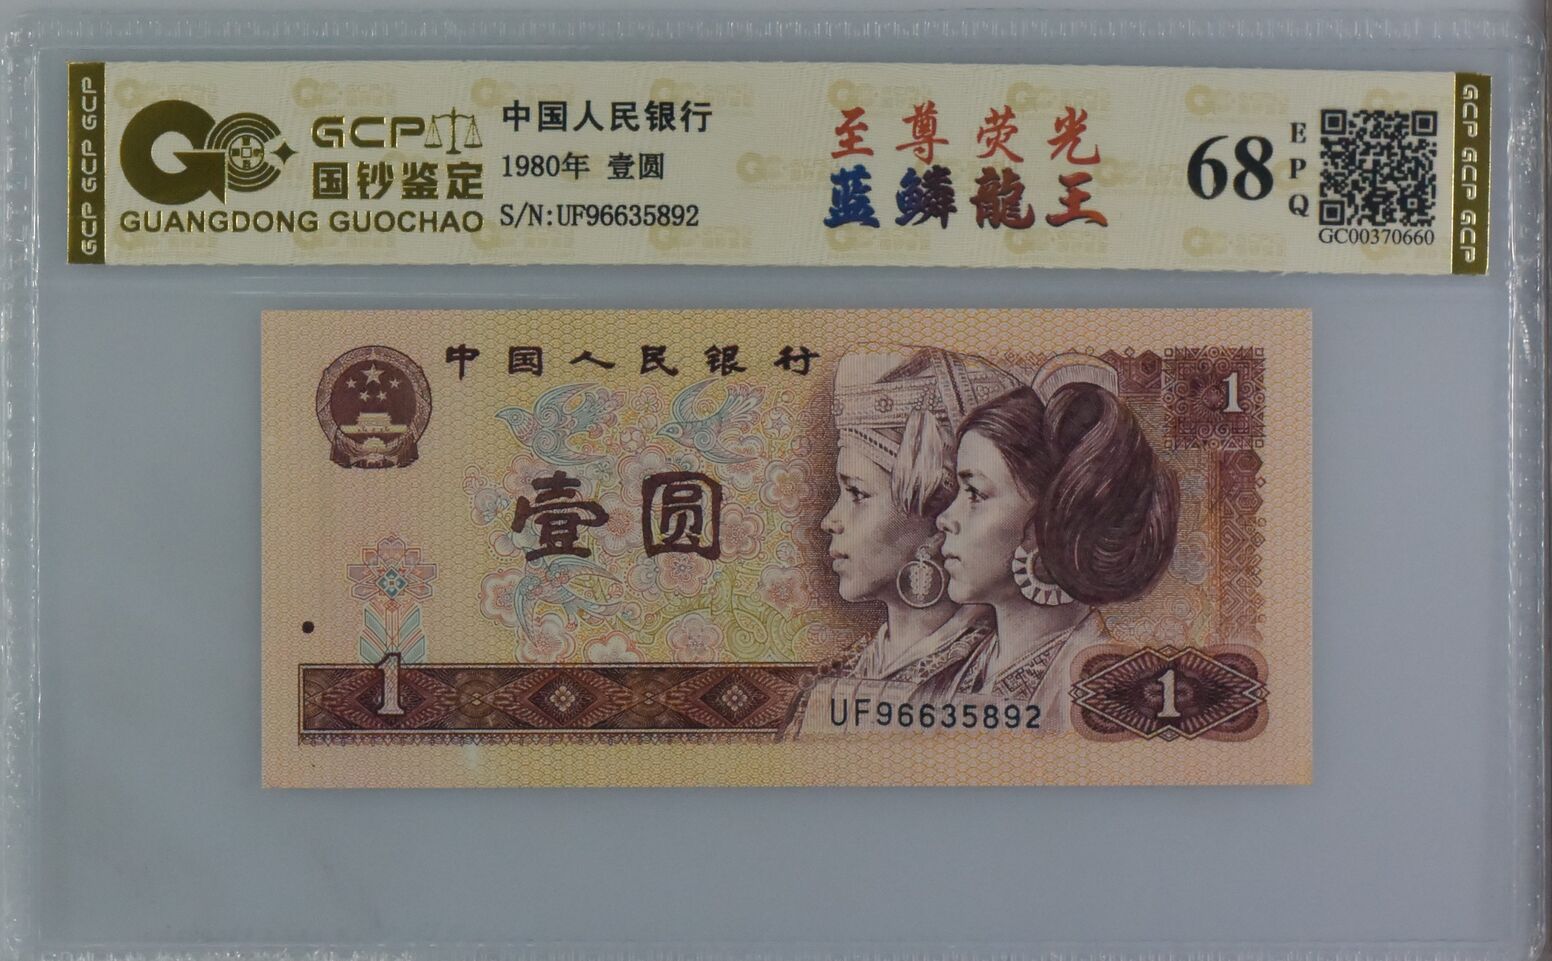 GCP GCP GCP
GCP
国钞鉴定
GUANGDONG GUOCHAO
中国人民银行
1980年 壹圆
S/N:UF96635892
至尊荧光
蓝鳞龍王
68
EPQ
GC00370660
GCP GCP GCP
中国人民银行
1
壹圆
1
UF96635892
1